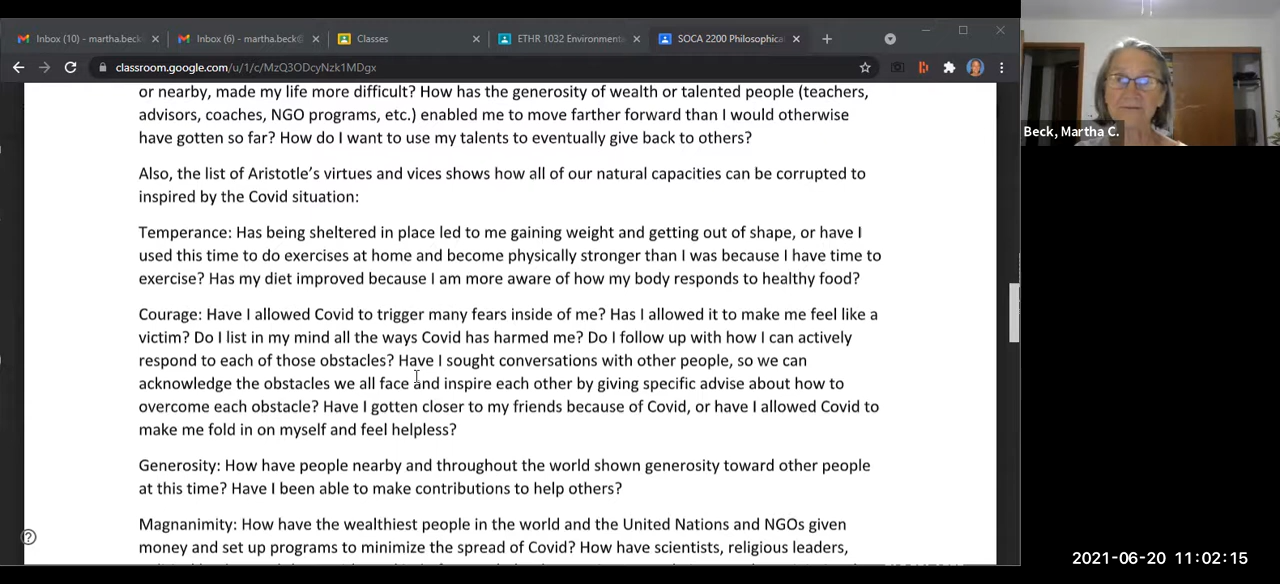 Inbox (10) - martha.beck
Inbox (6) - martha.beck@
Classes
ETHR 1032 Environmenta
SOCA 2200 Philosophica
classroom.google.com/u/1/c/MzQ3ODcyNzk1MDgx
or nearby, made my life more difficult? How has the generosity of wealth or talented people (teachers,
advisors, coaches, NGO programs, etc.) enabled me to move farther forward than I would otherwise
have gotten so far? How do I want to use my talents to eventually give back to others?
Also, the list of Aristotle’s virtues and vices shows how all of our natural capacities can be corrupted to
inspired by the Covid situation:
Temperance: Has being sheltered in place led to me gaining weight and getting out of shape, or have I
used this time to do exercises at home and become physically stronger than I was because I have time to
exercise? Has my diet improved because I am more aware of how my body responds to healthy food?
Courage: Have I allowed Covid to trigger many fears inside of me? Has I allowed it to make me feel like a
victim? Do I list in my mind all the ways Covid has harmed me? Do I follow up with how I can actively
respond to each of those obstacles? Have I sought conversations with other people, so we can
acknowledge the obstacles we all face and inspire each other by giving specific advise about how to
overcome each obstacle? Have I gotten closer to my friends because of Covid, or have I allowed Covid to
make me fold in on myself and feel helpless?
Generosity: How have people nearby and throughout the world shown generosity toward other people
at this time? Have I been able to make contributions to help others?
Magnanimity: How have the wealthiest people in the world and the United Nations and NGOs given
money and set up programs to minimize the spread of Covid? How have scientists, religious leaders,
Beck, Martha C.
2021-06-20 11:02:15